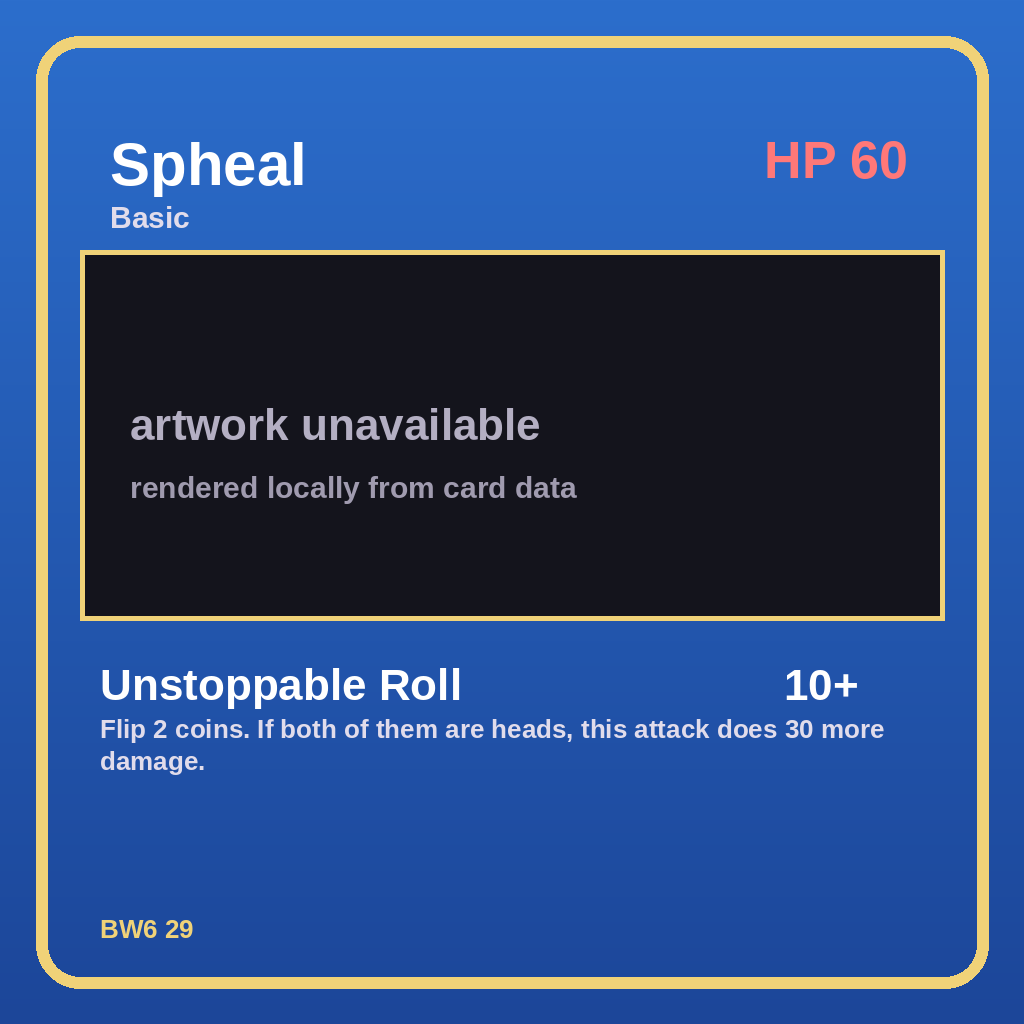 Spheal
HP 60
Basic
artwork unavailable
rendered locally from card data
Unstoppable Roll
10+
Flip 2 coins. If both of them are heads, this attack does 30 more
damage.
BW6 29